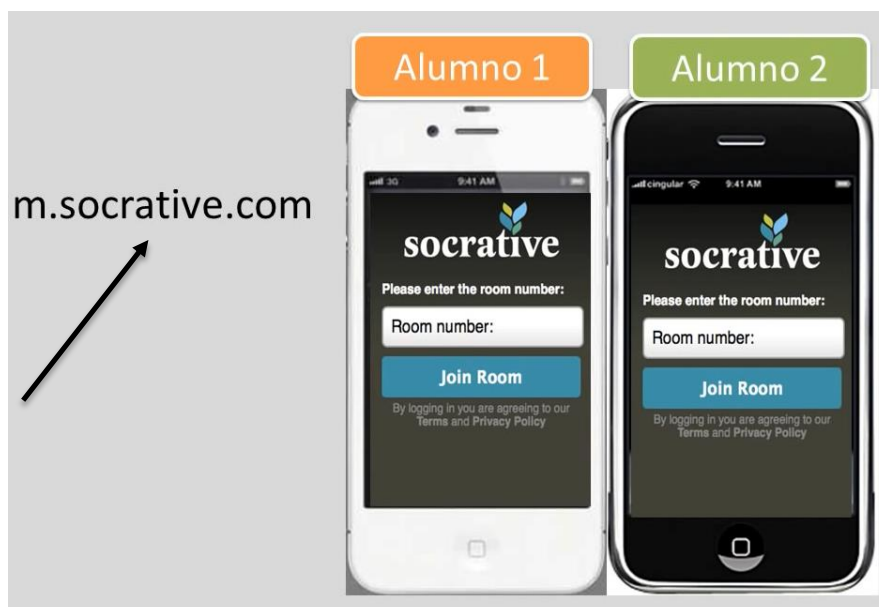 m.socrative.com
Alumno 1
3G 9:41 AM
socrative
Please enter the room number:
Room number:
Join Room
By logging in you are agreeing to our
Terms and Privacy Policy
Alumno 2
cingular 9:41 AM
socrative
Please enter the room number:
Room number:
Join Room
By logging in you are agreeing to our
Terms and Privacy Policy